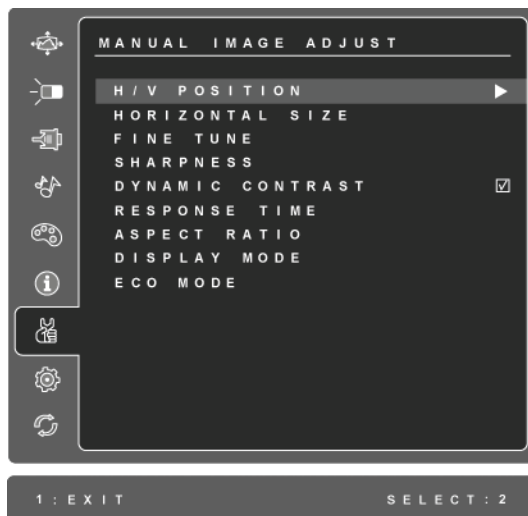 MANUAL IMAGE ADJUST
H/V POSITION
HORIZONTAL SIZE
FINE TUNE
SHARPNESS
DYNAMIC CONTRAST
RESPONSE TIME
ASPECT RATIO
DISPLAY MODE
ECO MODE
1:EXIT SELECT:2